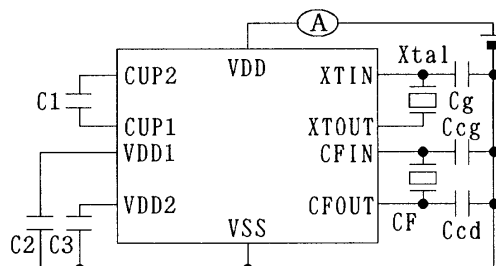 A
VDD
Xtal
CUP2
XTIN
C1
Cg
CUP1
XTOUT
Ccg
VDD1
CFIN
VDD2
CFOUT
C2
C3
VSS
CF
Ccd